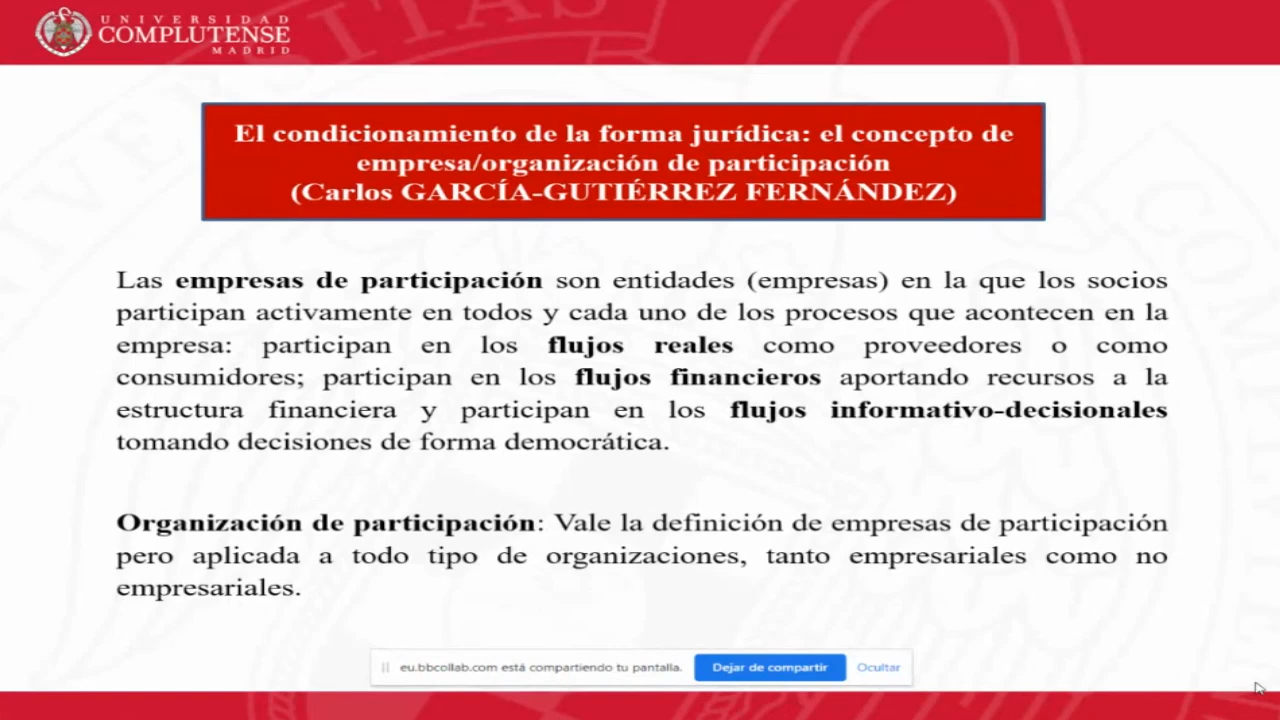 UNIVERSIDAD
COMPLUTENSE
MADRID
El condicionamiento de la forma jurídica: el concepto de
empresa/organización de participación
(Carlos GARCÍA-GUTIÉRREZ FERNÁNDEZ)
Las empresas de participación son entidades (empresas) en la que los socios
participan activamente en todos y cada uno de los procesos que acontecen en la
empresa: participan en los flujos reales como proveedores o como
consumidores; participan en los flujos financieros aportando recursos a la
estructura financiera y participan en los flujos informativo-decisionales
tomando decisiones de forma democrática.
Organización de participación: Vale la definición de empresas de participación
pero aplicada a todo tipo de organizaciones, tanto empresariales como no
empresariales.
eu.bbcollab.com está compartiendo tu pantalla. Dejar de compartir Ocultar